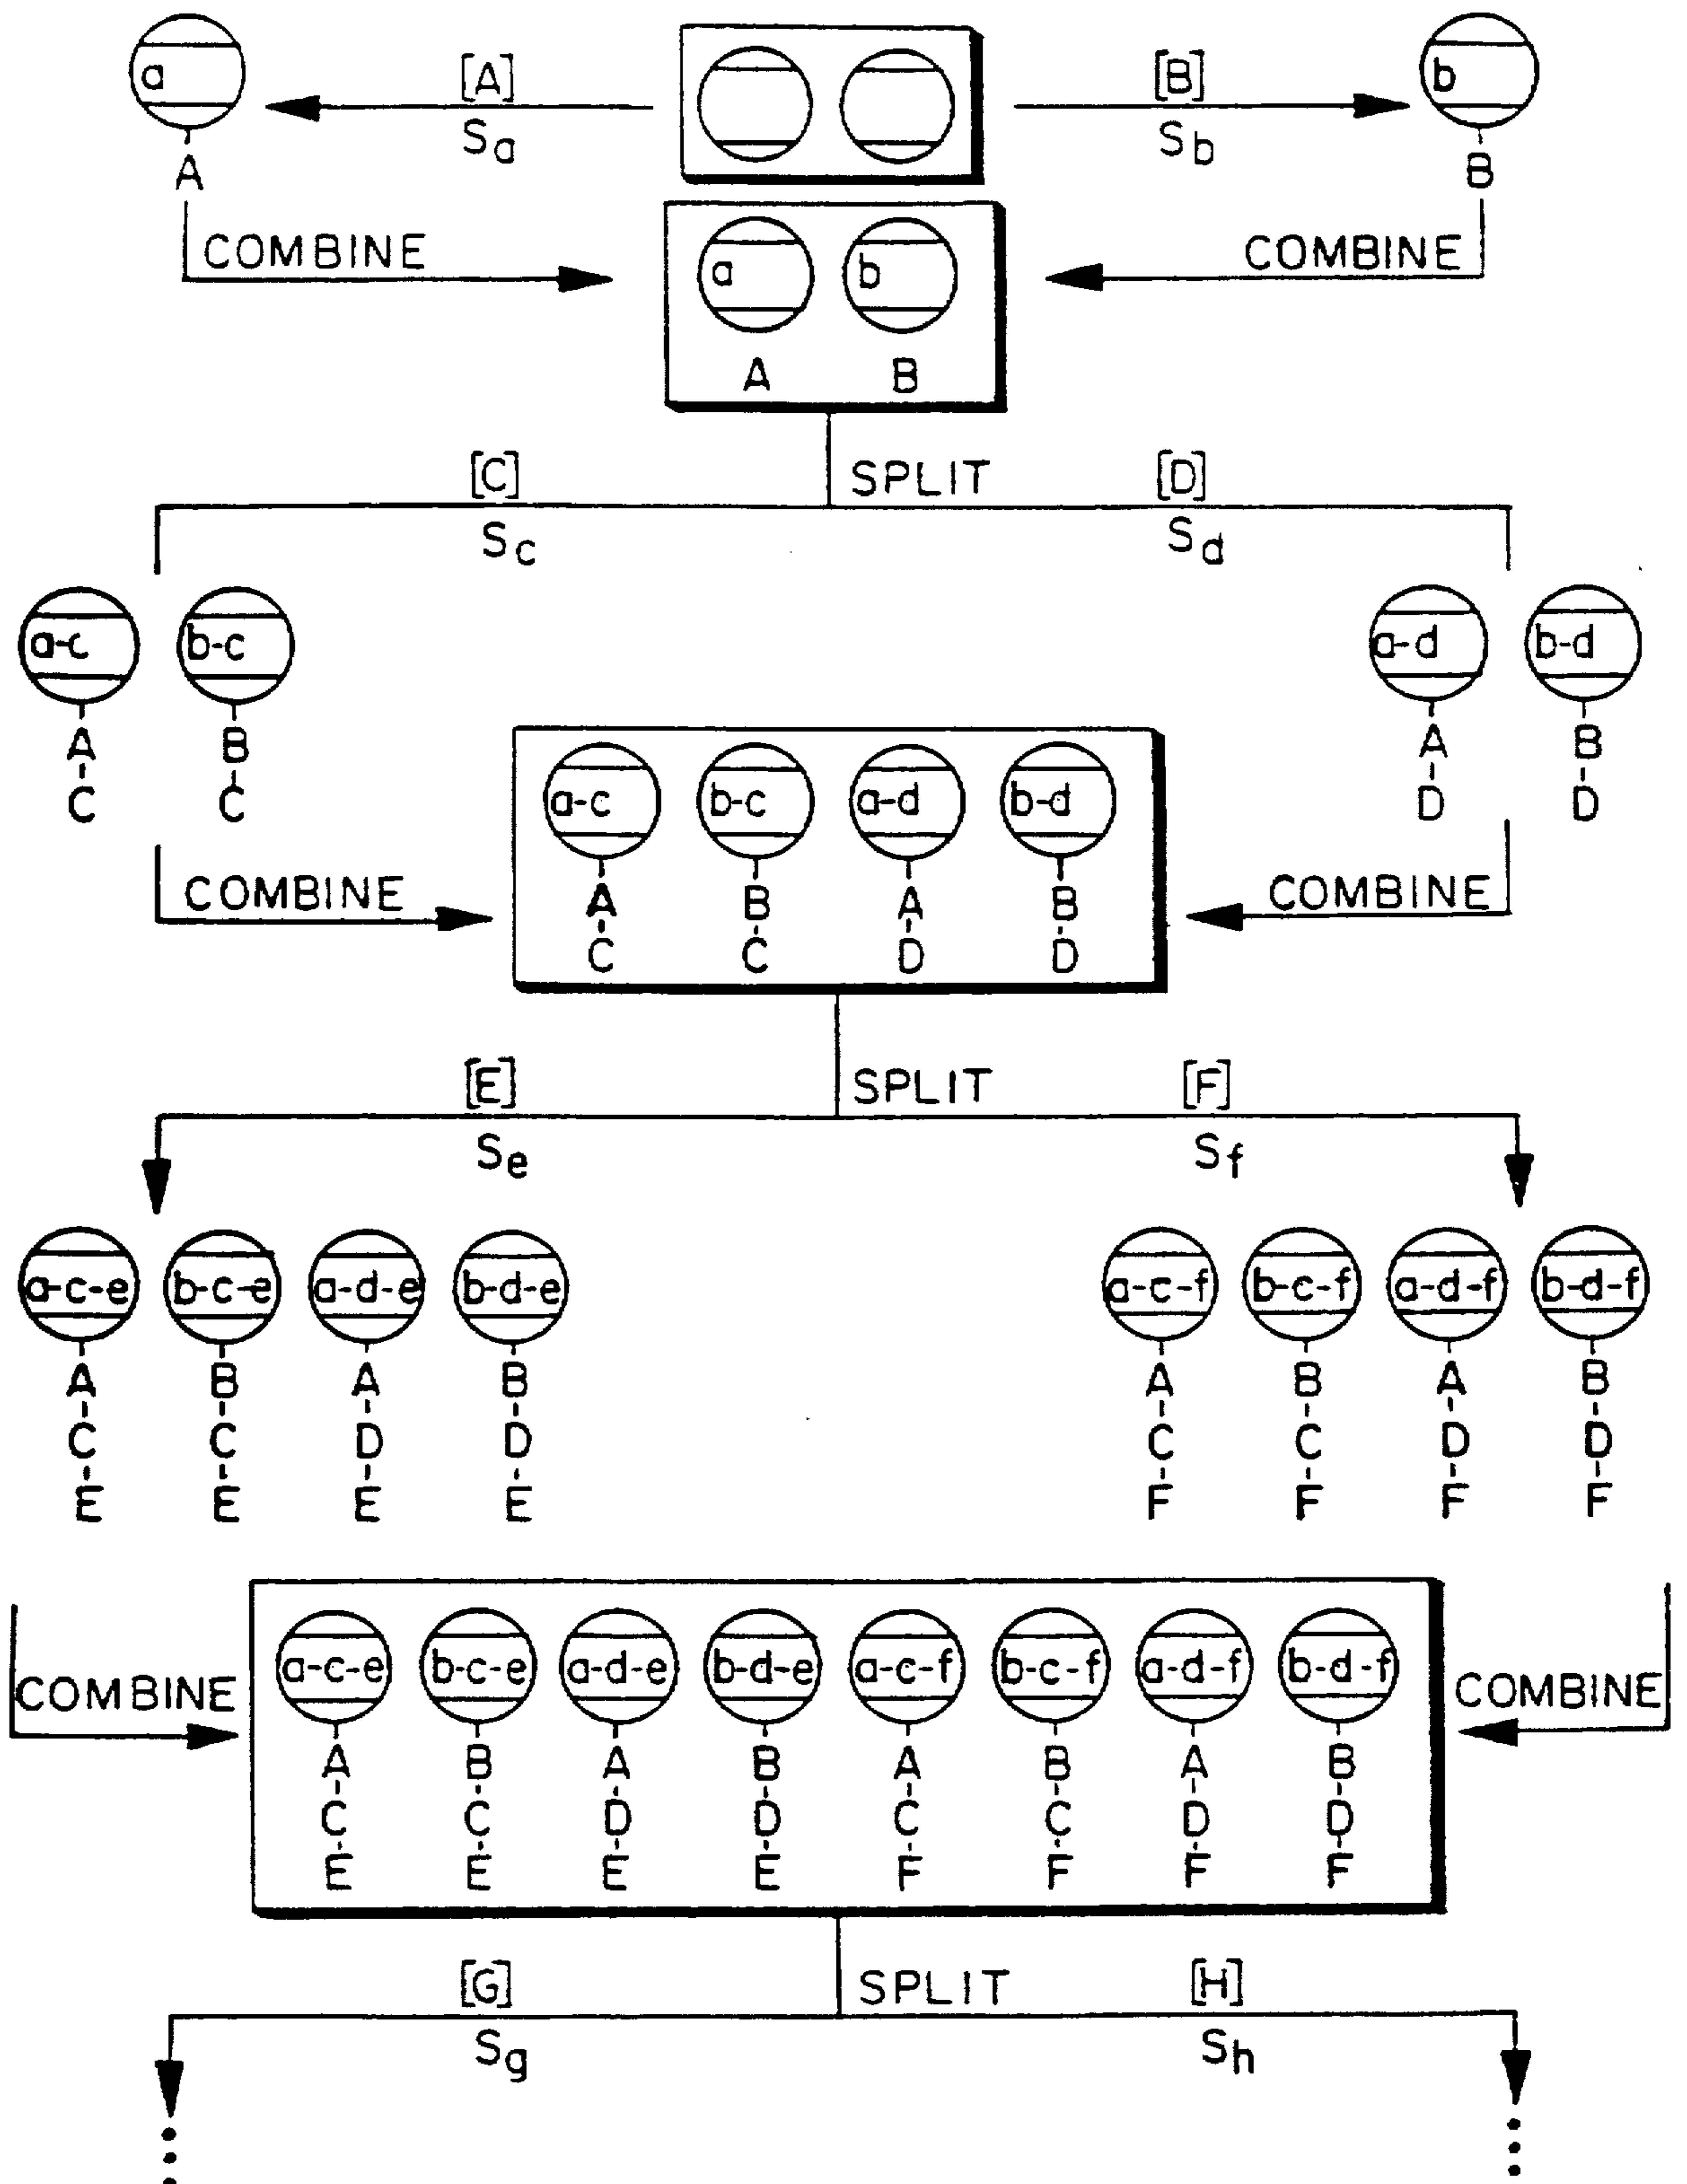 a [A] [B] b
Sa Sb
A B
COMBINE COMBINE
a b
A B
[C] SPLIT [D]
Sc Sd
a-c b-c a-d b-d
A B A B
C C D D
a-c b-c a-d b-d
COMBINE COMBINE
A B A B
C C D D
[E] SPLIT [F]
Se Sf
a-c-e b-c-e a-d-e b-d-e a-c-f b-c-f a-d-f b-d-f
A B A B A B A B
C C D D C C D D
E E E E F F F F
a-c-e b-c-e a-d-e b-d-e a-c-f b-c-f a-d-f b-d-f
COMBINE COMBINE
A B A B A B A B
C C D D C C D D
E E E E F F F F
[G] SPLIT [H]
Sg Sh